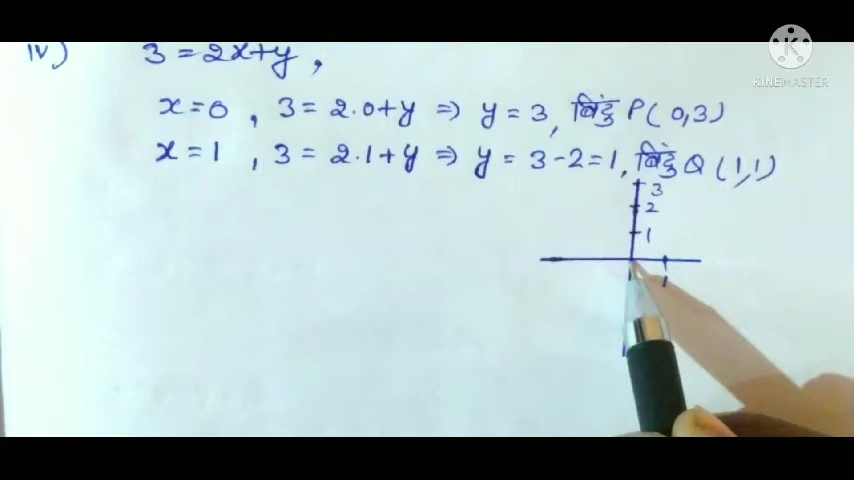 iv) 3 = 2x+y,
KINEMASTER
x=0, 3 = 2.0+y ⇒ y = 3, बिंदु P(0,3)
x=1, 3 = 2.1+y ⇒ y = 3-2=1, बिंदु Q(1,1)
3
2
1
1